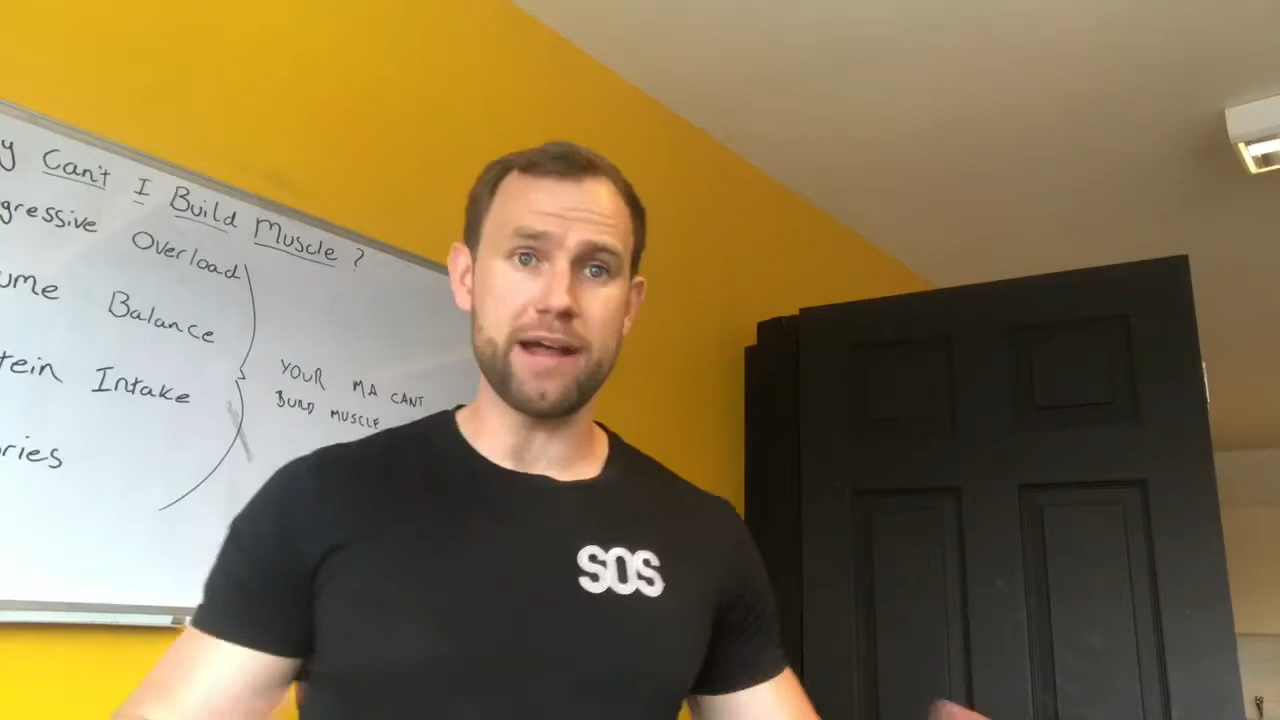 y Can't I Build Muscle ?
gressive Overload
ume Balance
tein Intake
ries
YOUR MA CANT
BUILD MUSCLE
SOS